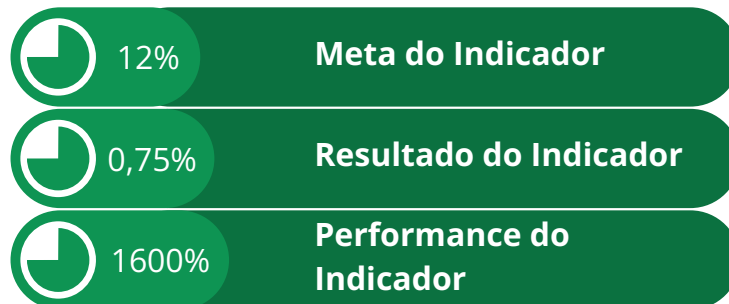 12% Meta do Indicador
0,75% Resultado do Indicador
1600% Performance do
Indicador